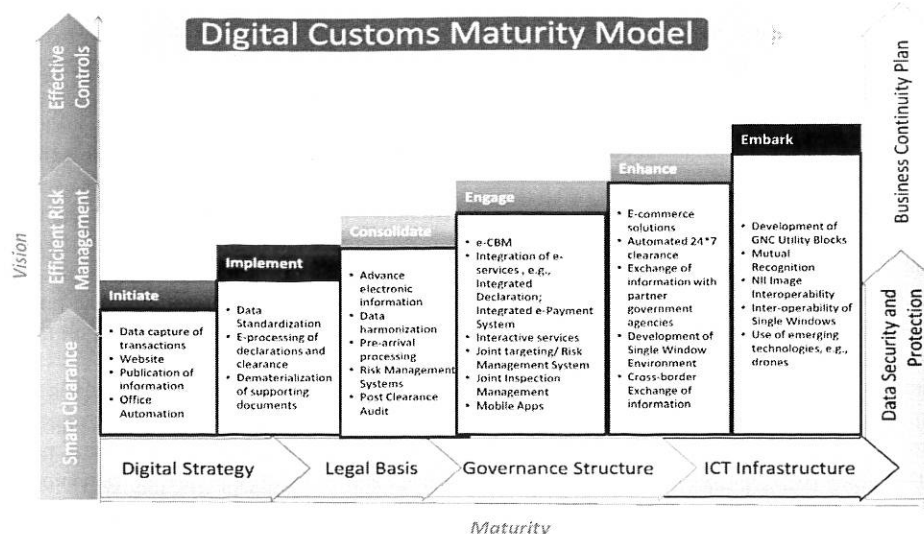 Digital Customs Maturity Model
Effective
Controls
Efficient Risk
Management
Smart Clearance
Vision
Initiate
• Data capture of
transactions
• Website
• Publication of
information
• Office
Automation
Implement
• Data
Standardization
• E-processing of
declarations and
clearance
• Dematerialization
of supporting
documents
Consolidate
• Advance
electronic
information
• Data
harmonization
• Pre-arrival
processing
• Risk Management
Systems
• Post Clearance
Audit
Engage
• e-CBM
• Integration of e-
services , e.g.,
Integrated
Declaration;
Integrated e-Payment
System
• Interactive services
• Joint targeting/ Risk
Management System
• Joint Inspection
Management
• Mobile Apps
Enhance
• E-commerce
solutions
• Automated 24*7
clearance
• Exchange of
information with
partner
government
agencies
• Development of
Single Window
Environment
• Cross-border
Exchange of
information
Embark
• Development of
GNC Utility Blocks
• Mutual
Recognition
• NII Image
Interoperability
• Inter-operability of
Single Windows
• Use of emerging
technologies, e.g.,
drones
Business Continuity Plan
Data Security and
Protection
Digital Strategy
Legal Basis
Governance Structure
ICT Infrastructure
Maturity